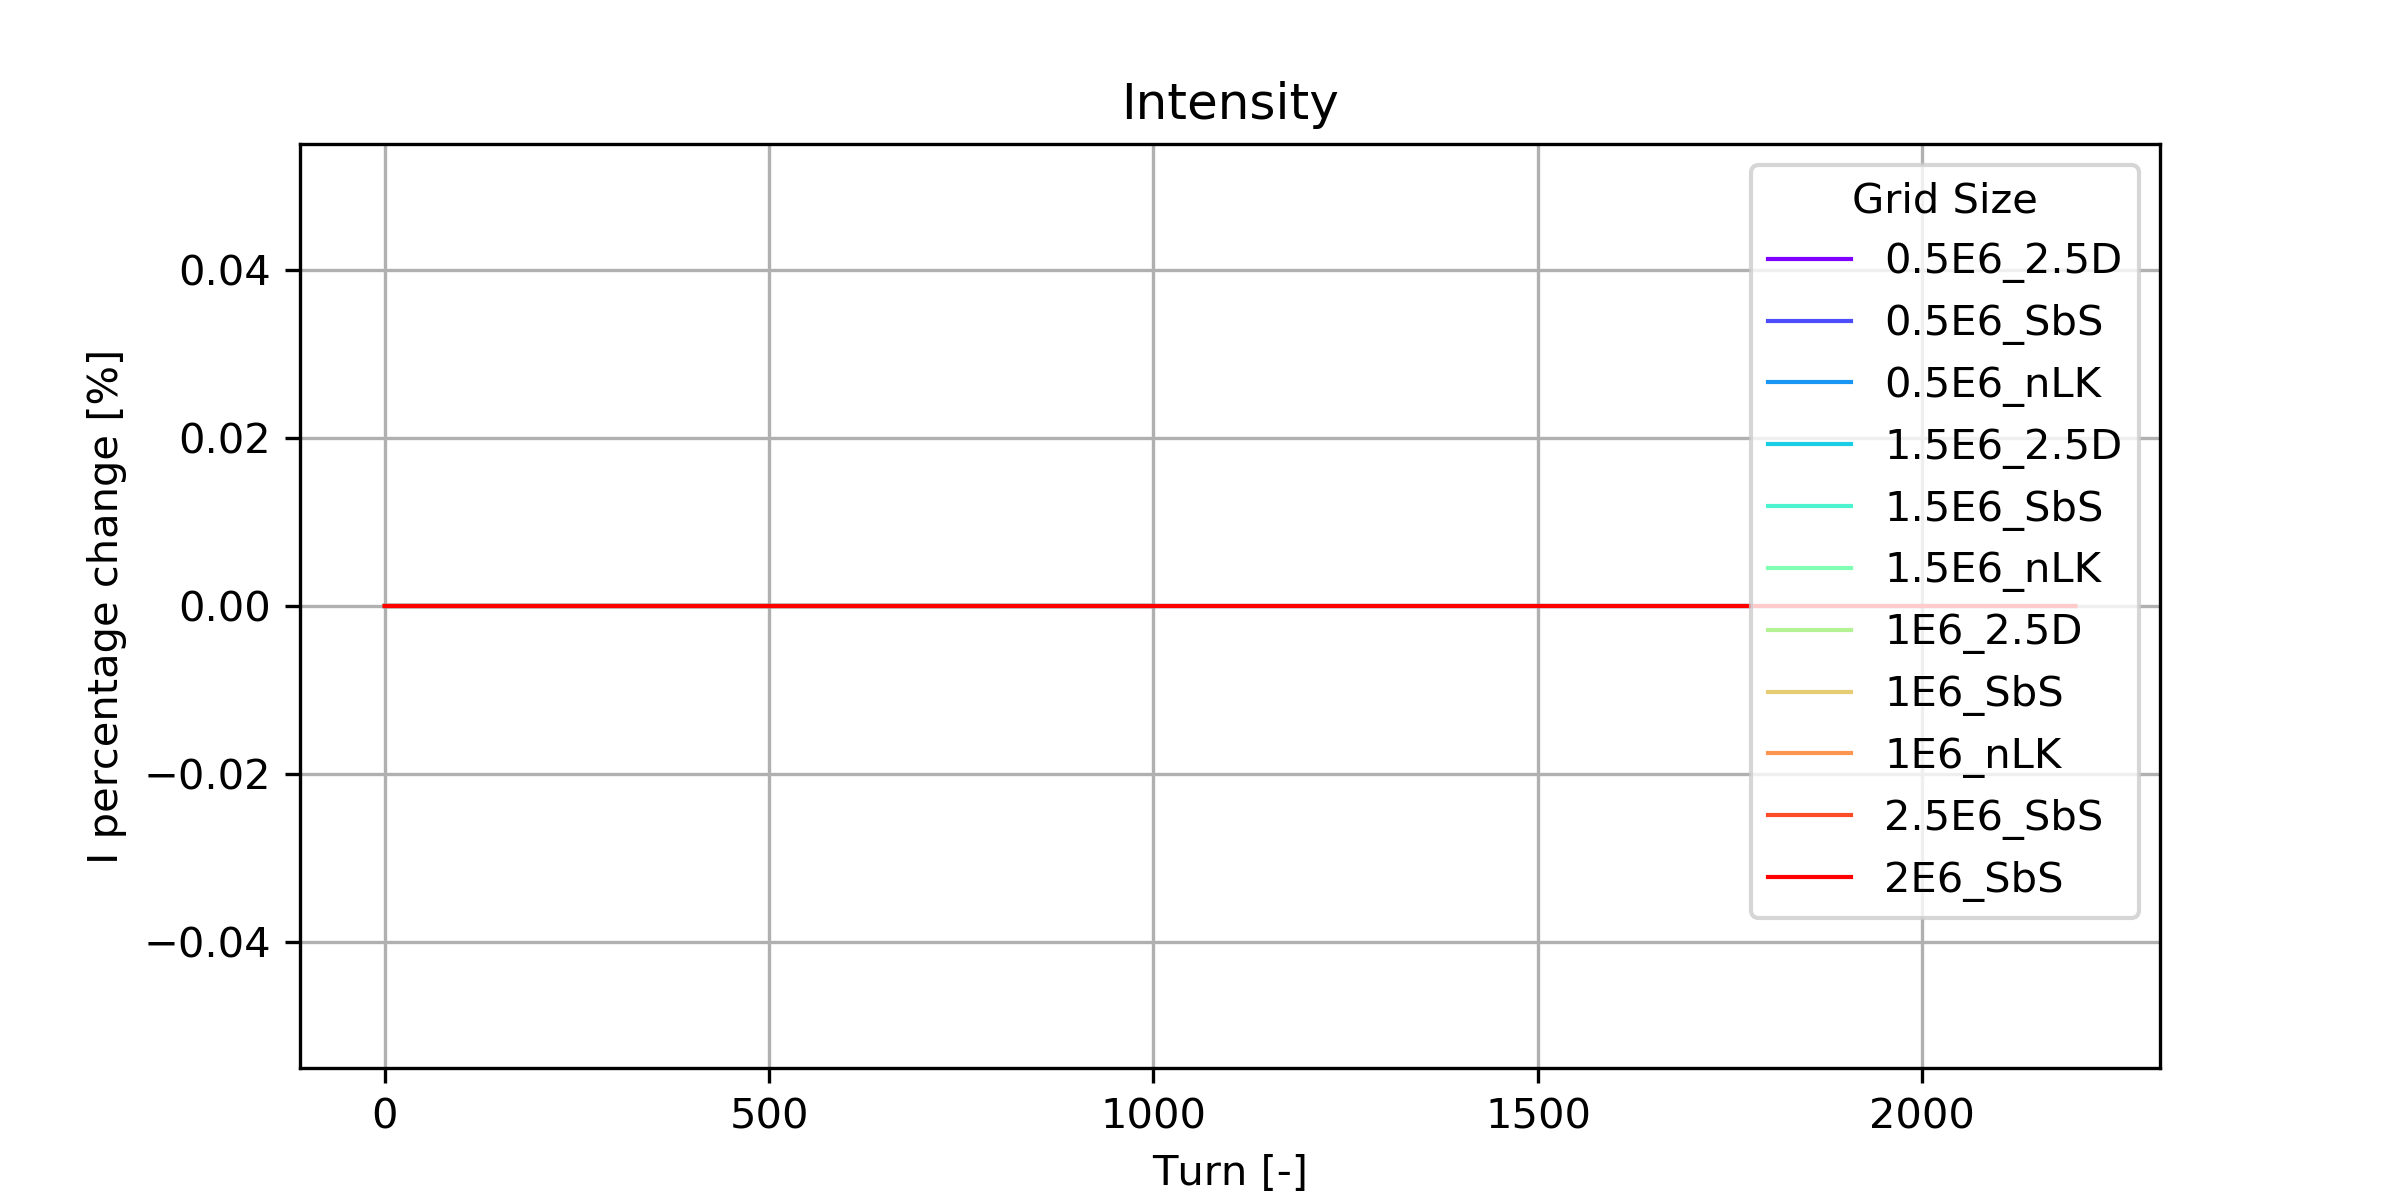 Intensity
I percentage change [%]
0.04
0.02
0.00
−0.02
−0.04
Grid Size
0.5E6_2.5D
0.5E6_SbS
0.5E6_nLK
1.5E6_2.5D
1.5E6_SbS
1.5E6_nLK
1E6_2.5D
1E6_SbS
1E6_nLK
2.5E6_SbS
2E6_SbS
0 500 1000 1500 2000
Turn [-]